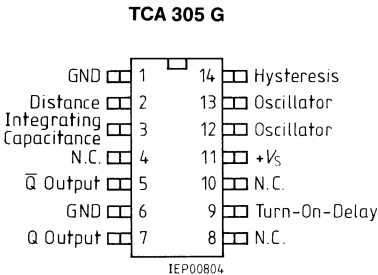 TCA 305 G
GND 1 14 Hysteresis
Distance 2 13 Oscillator
Integrating
Capacitance 3 12 Oscillator
N.C. 4 11 +Vs
Q̅ Output 5 10 N.C.
GND 6 9 Turn-On-Delay
Q Output 7 8 N.C.
IEP00804